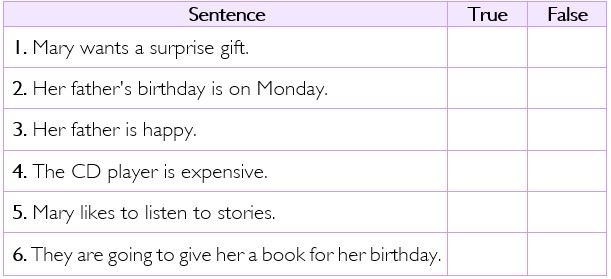 Sentence True False
1. Mary wants a surprise gift.
2. Her father's birthday is on Monday.
3. Her father is happy.
4. The CD player is expensive.
5. Mary likes to listen to stories.
6. They are going to give her a book for her birthday.